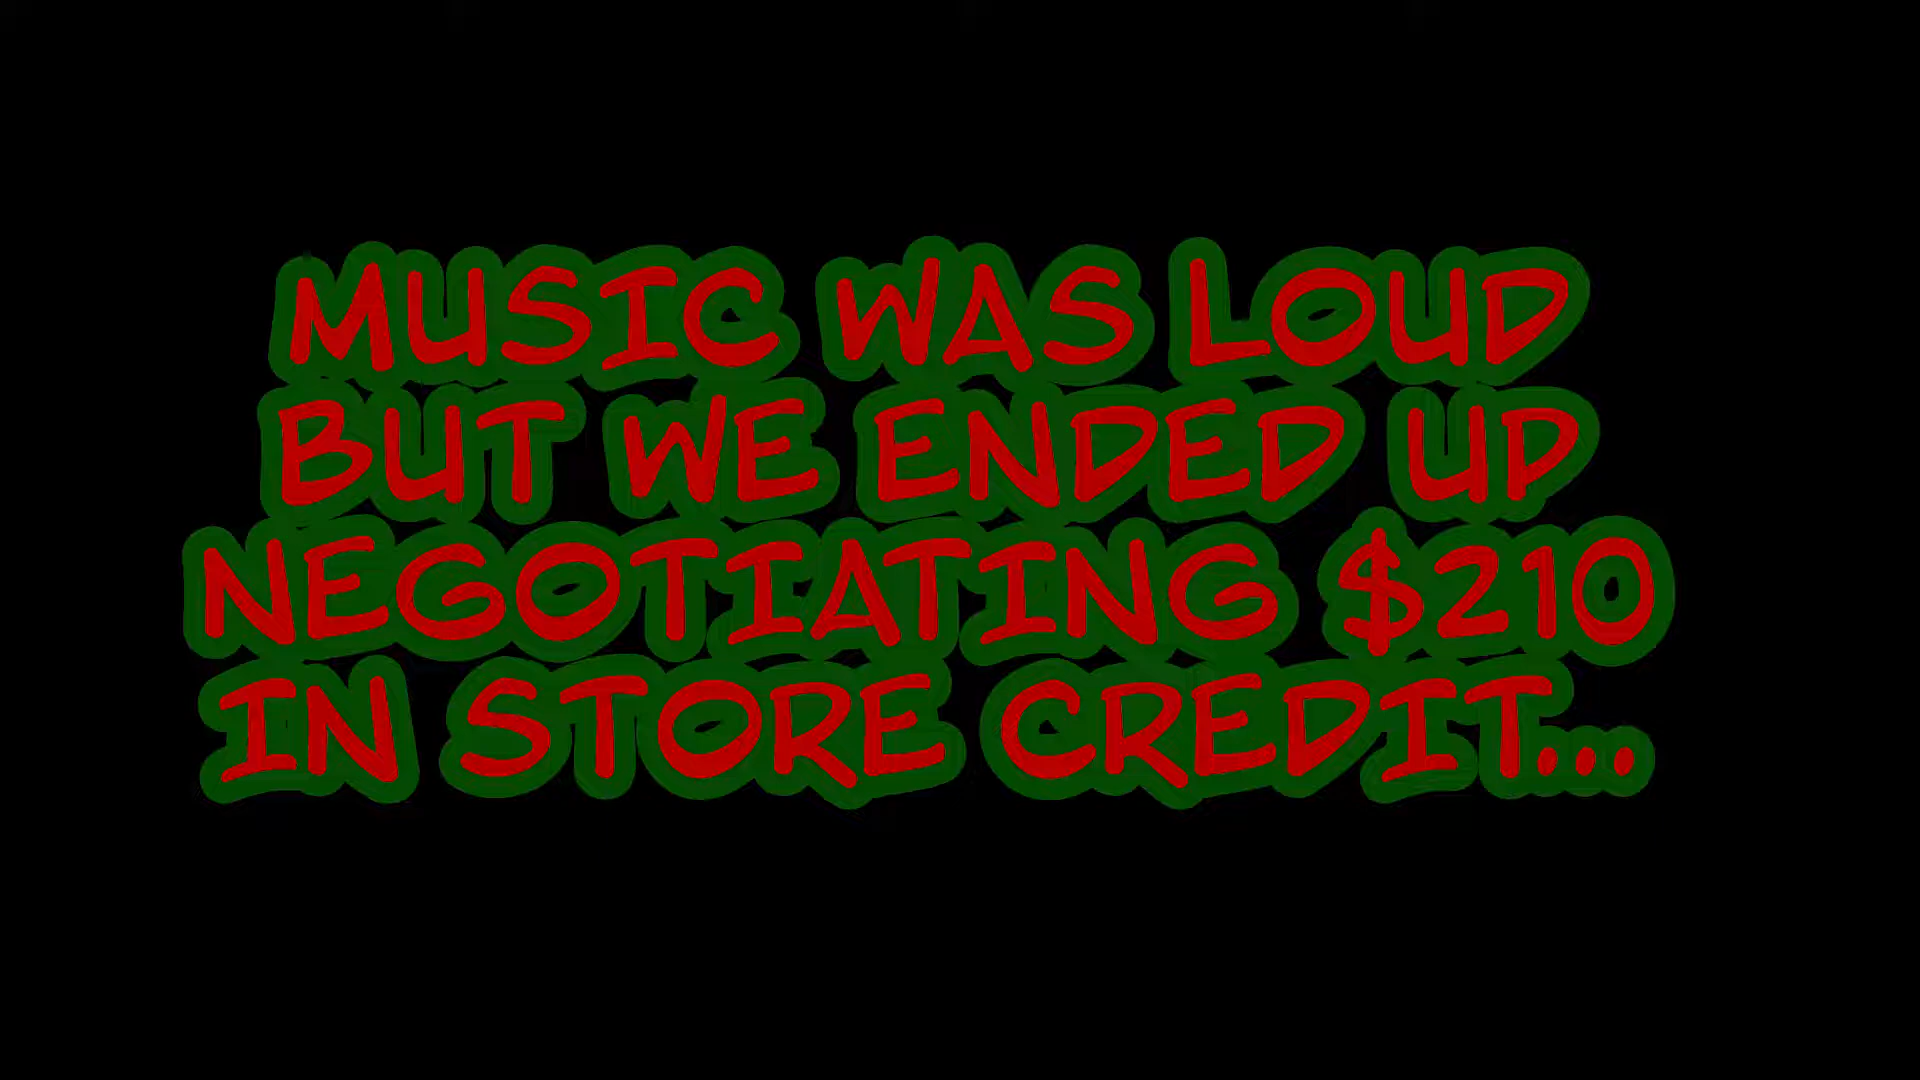 MUSIC WAS LOUD
BUT WE ENDED UP
NEGOTIATING $210
IN STORE CREDIT...